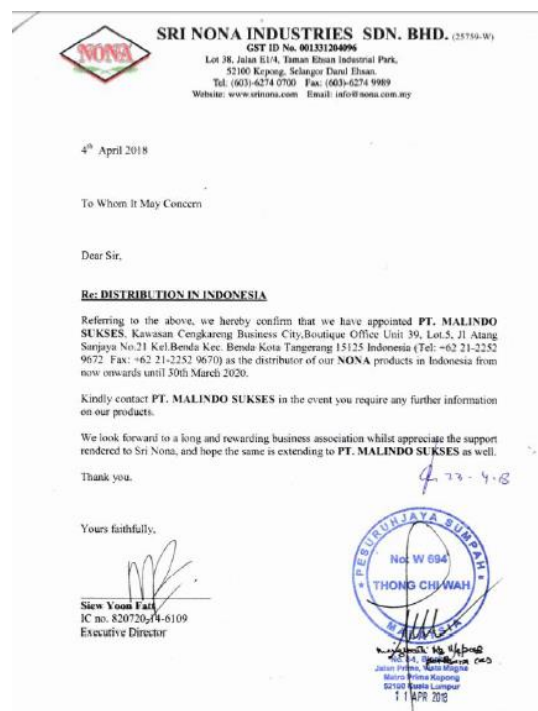 NONA
SRI NONA INDUSTRIES SDN. BHD. (25759-W)
GST ID No. 001331204096
Lot 38, Jalan E1/4, Taman Ehsan Industrial Park,
52100 Kepong, Selangor Darul Ehsan.
Tel: (603)-6274 0700 Fax: (603)-6274 9989
Website: www.srinona.com Email: info@nona.com.my
4th April 2018
To Whom It May Concern
Dear Sir,
Re: DISTRIBUTION IN INDONESIA
Referring to the above, we hereby confirm that we have appointed PT. MALINDO
SUKSES, Kawasan Cengkareng Business City,Boutique Office Unit 39, Lot.5, Jl Atang
Sanjaya No.21 Kel.Benda Kec. Benda Kota Tangerang 15125 Indonesia (Tel: +62 21-2252
9672 Fax: +62 21-2252 9670) as the distributor of our NONA products in Indonesia from
now onwards until 30th March 2020.
Kindly contact PT. MALINDO SUKSES in the event you require any further information
on our products.
We look forward to a long and rewarding business association whilst appreciate the support
rendered to Sri Nona, and hope the same is extending to PT. MALINDO SUKSES as well.
Thank you.
Yours faithfully,
Siew Yoon Fatt
IC no. 820720-14-6109
Executive Director
PESURUHJAYA SUMPAH
No: W 694
THONG CHI WAH
MALAYSIA
Jalan Prime,
Metro Prima Kepong
52100 Kuala Lumpur
11 APR 2018